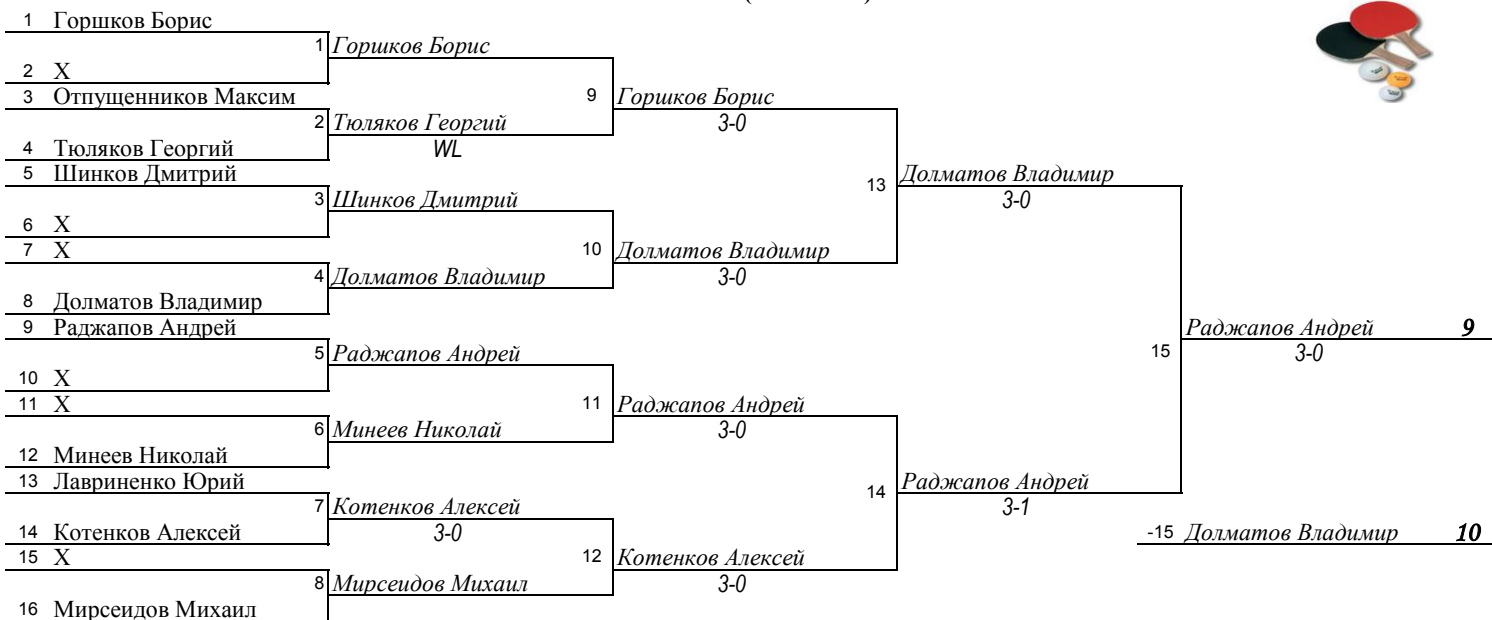 1 Горшков Борис
1 Горшков Борис
2 X
3 Отпущенников Максим
9 Горшков Борис
3-0
2 Тюляков Георгий
WL
4 Тюляков Георгий
5 Шинков Дмитрий
13 Долматов Владимир
3-0
3 Шинков Дмитрий
6 X
7 X
10 Долматов Владимир
3-0
4 Долматов Владимир
8 Долматов Владимир
9 Раджапов Андрей
15 Раджапов Андрей 9
3-0
5 Раджапов Андрей
10 X
11 X
11 Раджапов Андрей
3-0
6 Минеев Николай
12 Минеев Николай
13 Лавриненко Юрий
14 Раджапов Андрей
3-1
7 Котенков Алексей
3-0
14 Котенков Алексей
-15 Долматов Владимир 10
15 X
12 Котенков Алексей
3-0
8 Мирсеидов Михаил
16 Мирсеидов Михаил